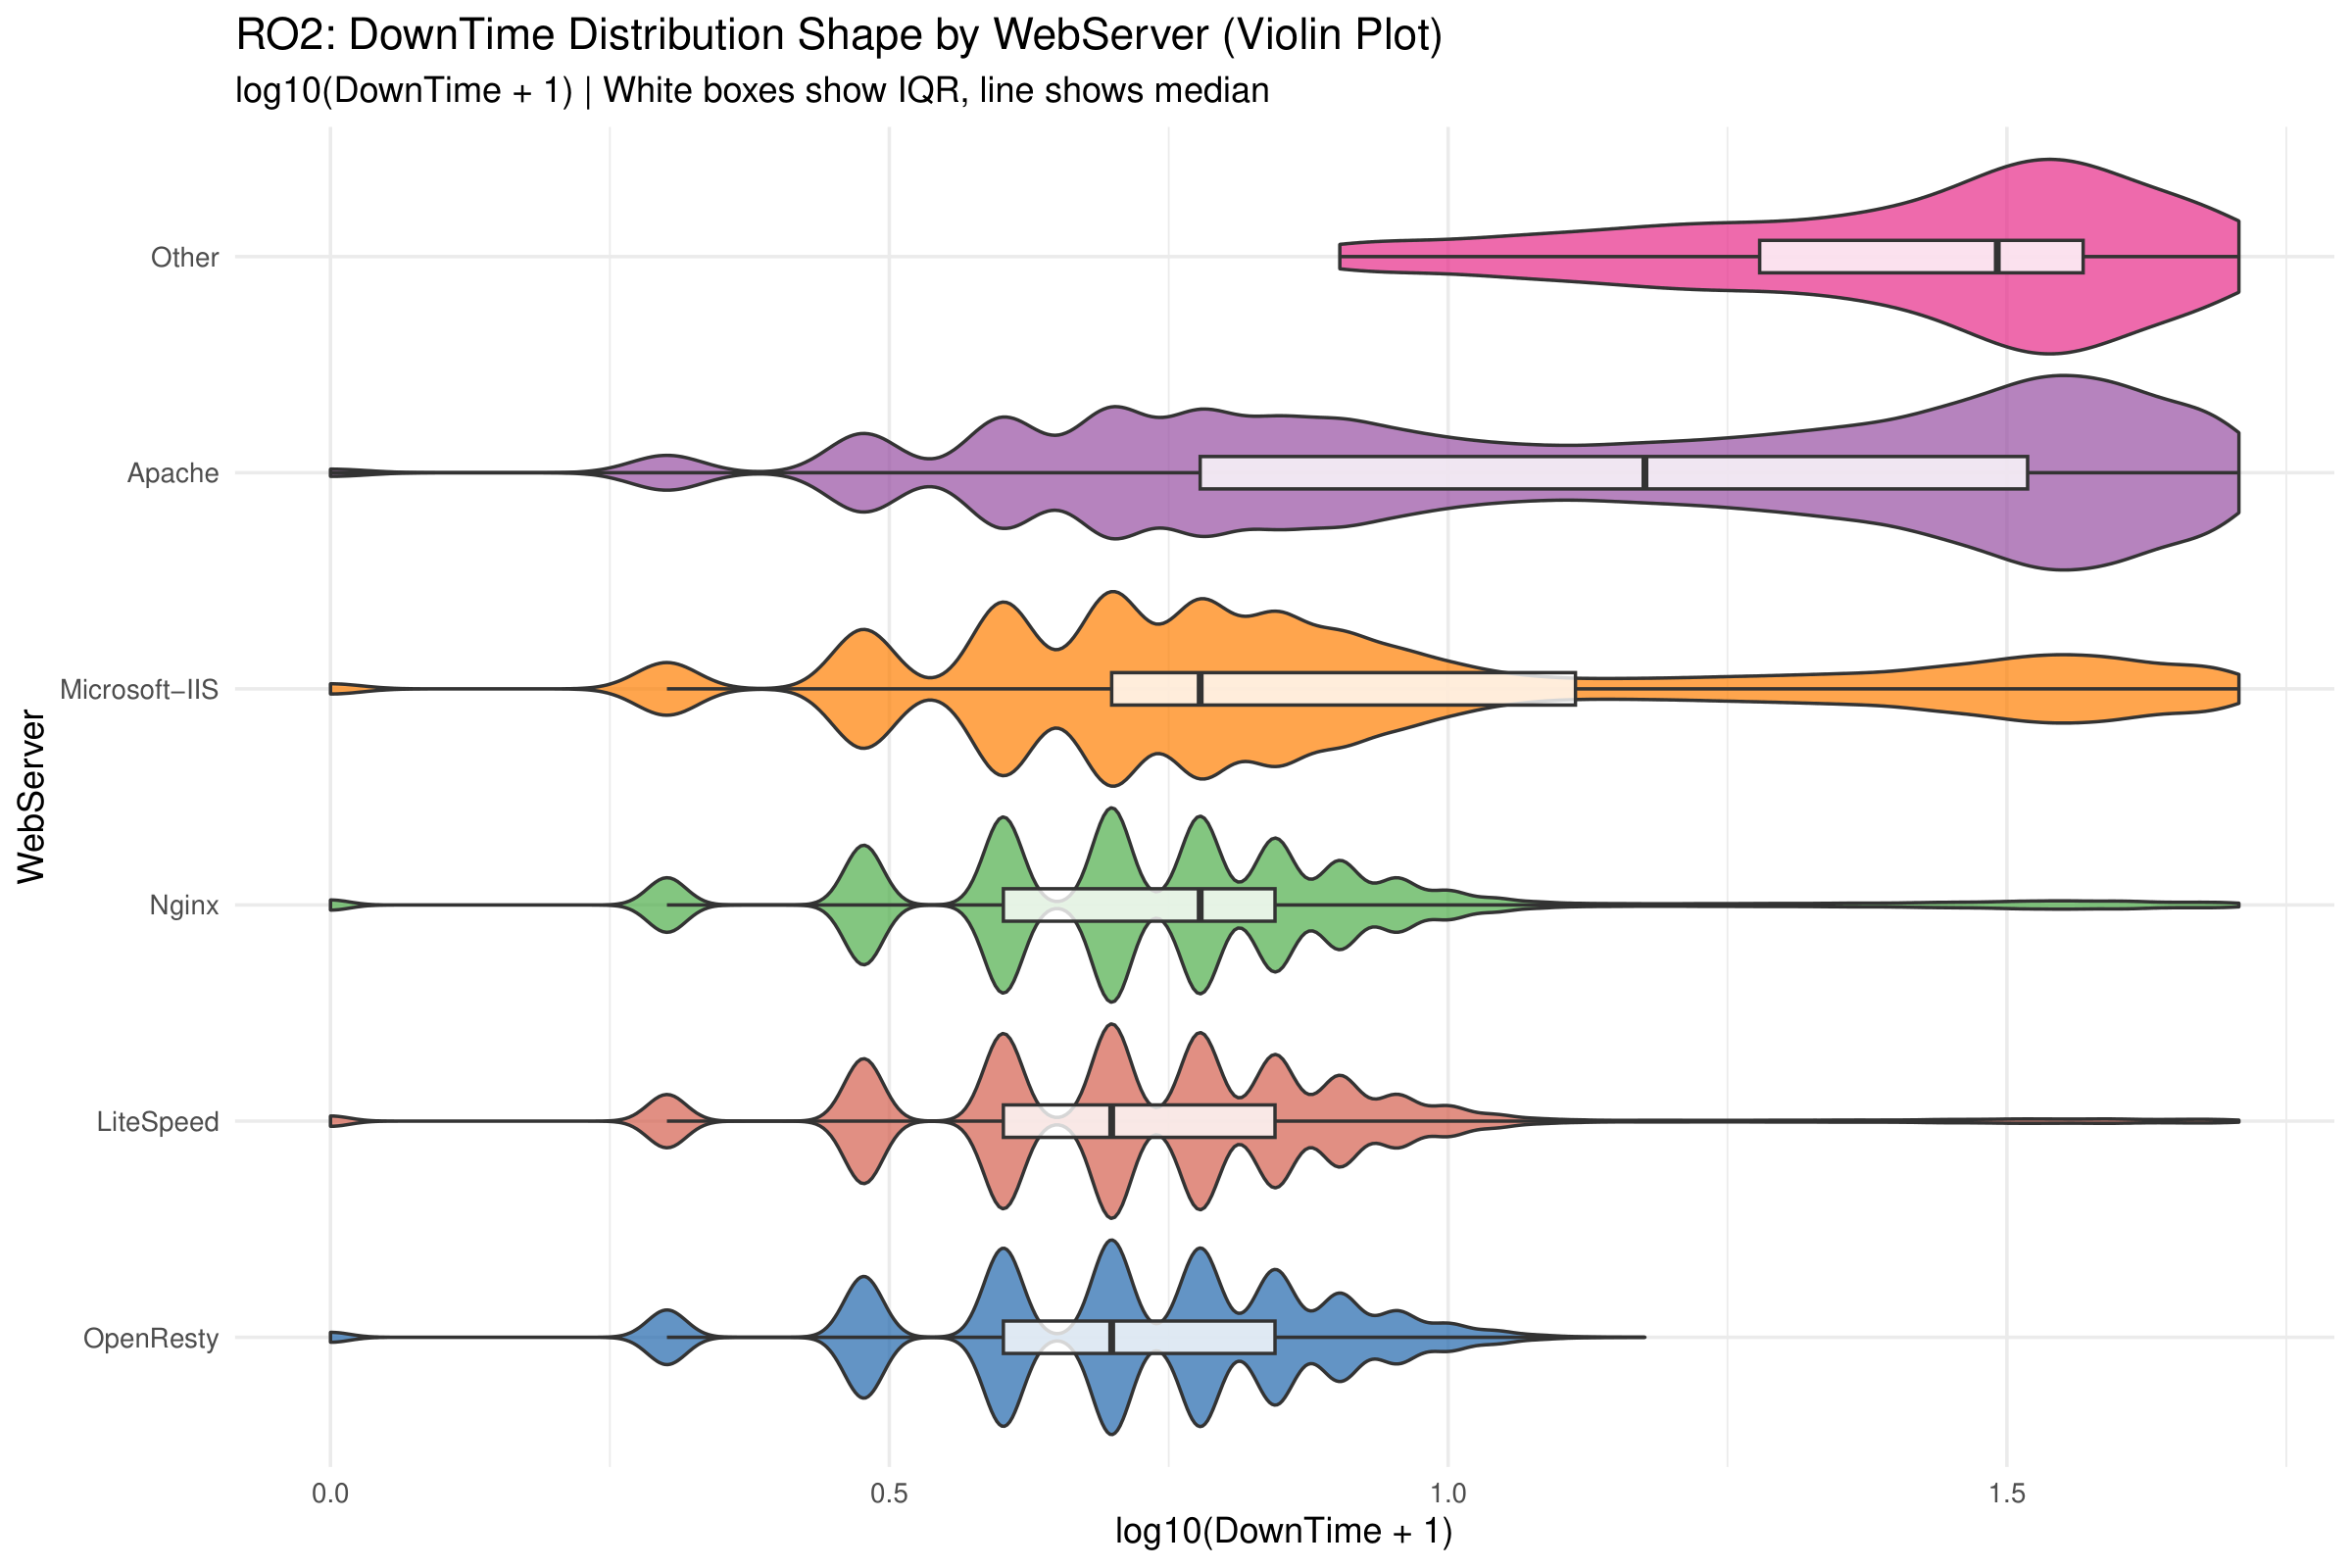 RO2: DownTime Distribution Shape by WebServer (Violin Plot)
log10(DownTime + 1) | White boxes show IQR, line shows median
WebServer
Other
Apache
Microsoft−IIS
Nginx
LiteSpeed
OpenResty
0.0 0.5 1.0 1.5
log10(DownTime + 1)